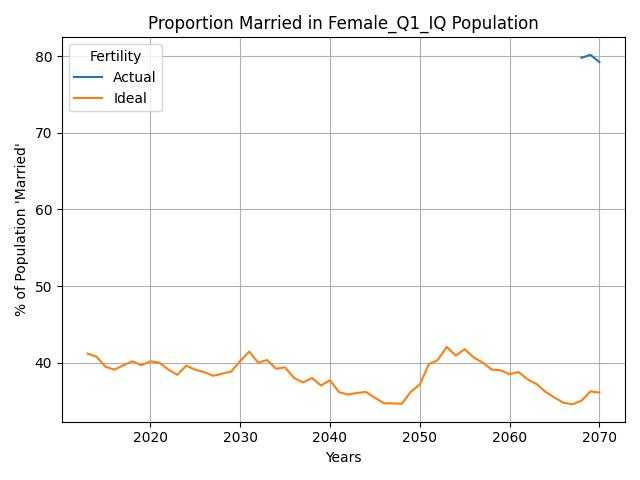 Proportion Married in Female_Q1_IQ Population
Fertility
Actual
Ideal
% of Population 'Married'
80
70
60
50
40
2020
2030
2040
2050
2060
2070
Years